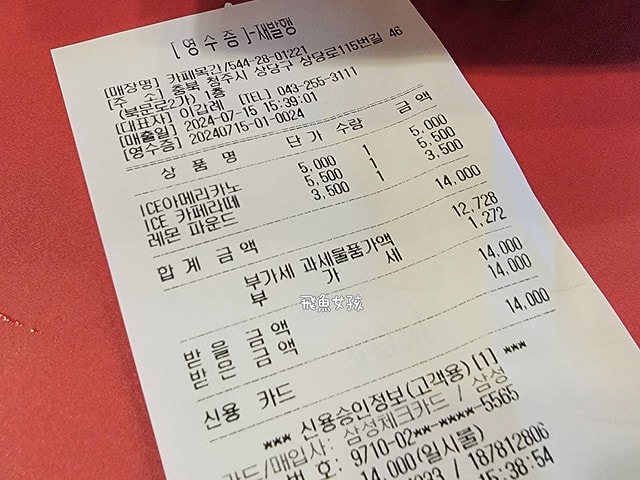 [영수증]-재발행
[매장명] 카페목간/544-28-01221
[주 소] 충북 청주시 상당구 상당로115번길 46
(북문로2가) 1층
[대표자] 이갑례 [TEL] 043-255-3111
[매출일] 2024-07-15 15:39:01
[영수증] 20240715-01-0024
상 품 명 단 가 수량 금 액
ICE아메리카노 5,000 1 5,000
ICE 카페라떼 5,500 1 5,500
레몬 파운드 3,500 1 3,500
합 계 금 액 14,000
부가세 과세물품가액 12,728
부 가 세 1,272
받 을 금 액 14,000
받 은 금 액 14,000
신용 카드 14,000
*** 신용승인정보(고객용) [1] ***
카드/매입사: 삼성체크카드 / 삼성
번 호: 9710-02**-****-5565
14,000(일시불)
/ 187812806
15:38:54
飛魚女孩